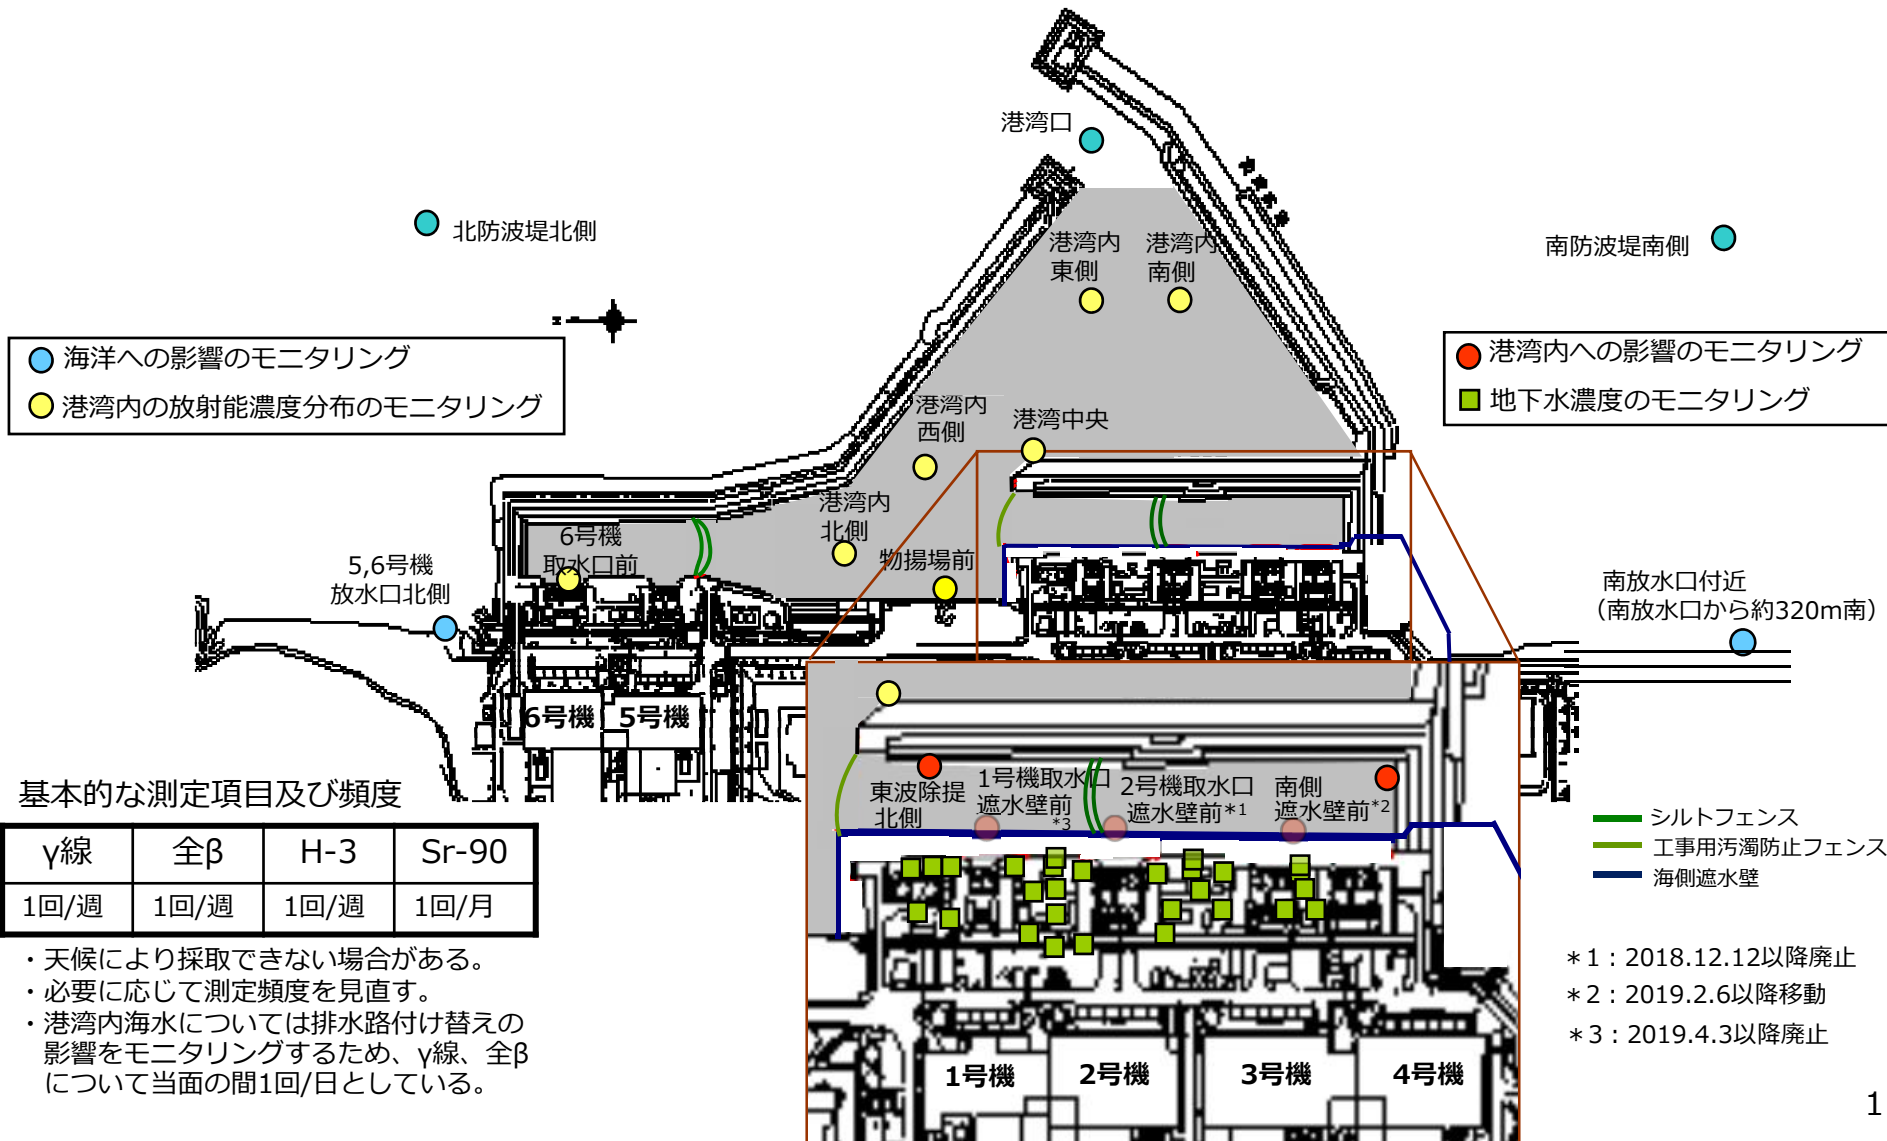 港湾口
北防波堤北側
港湾内
東側
港湾内
南側
南防波堤南側
海洋への影響のモニタリング
港湾内の放射能濃度分布のモニタリング
港湾内への影響のモニタリング
地下水濃度のモニタリング
港湾内
西側
港湾中央
港湾内
北側
6号機
取水口前
物揚場前
5,6号機
放水口北側
南放水口付近
（南放水口から約320m南）
6号機
5号機
東波除提
北側
1号機取水口
遮水壁前
*3
2号機取水口
遮水壁前*1
南側
遮水壁前*2
シルトフェンス
工事用汚濁防止フェンス
海側遮水壁
基本的な測定項目及び頻度
γ線 全β H-3 Sr-90
1回/週 1回/週 1回/週 1回/月
・天候により採取できない場合がある。
・必要に応じて測定頻度を見直す。
・港湾内海水については排水路付け替えの
影響をモニタリングするため、γ線、全β
について当面の間1回/日としている。
＊1：2018.12.12以降廃止
＊2：2019.2.6以降移動
＊3：2019.4.3以降廃止
1号機
2号機
3号機
4号機
1